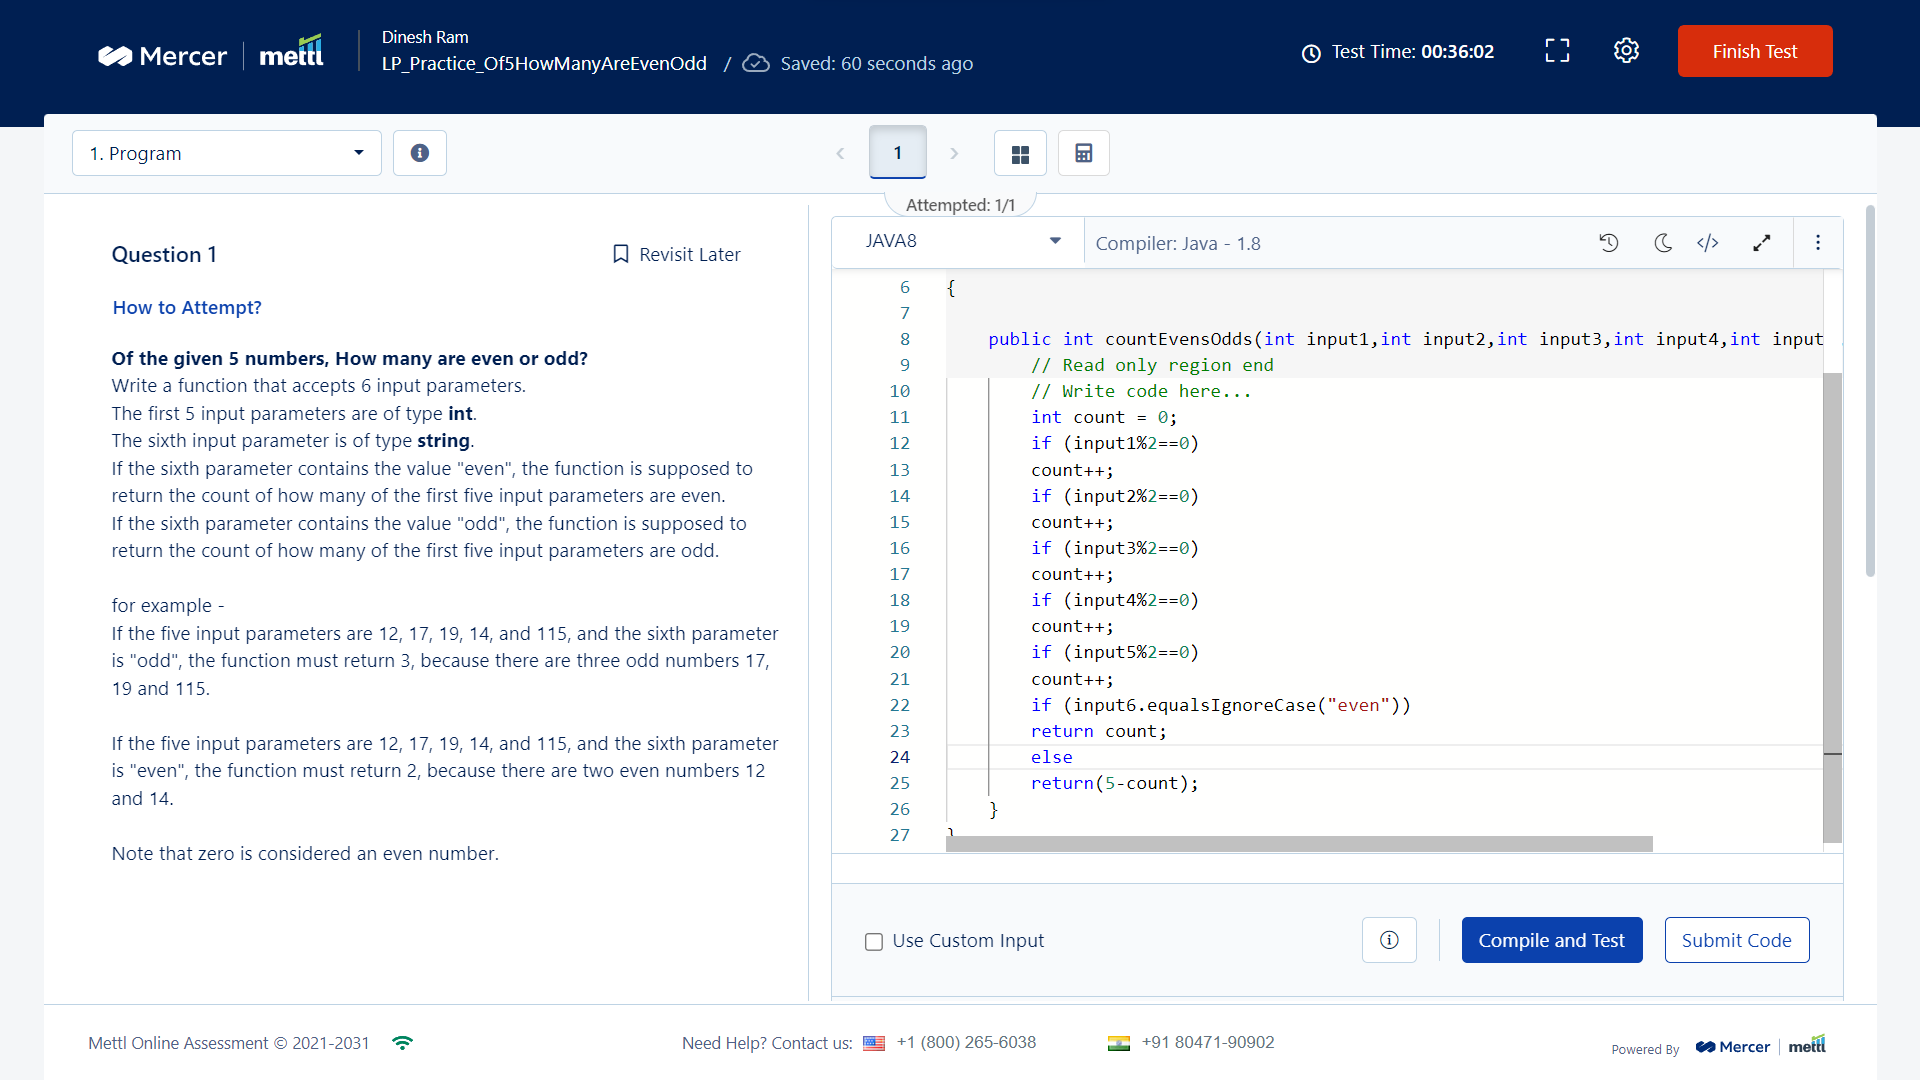 Mercer mettl
Dinesh Ram
LP_Practice_Of5HowManyAreEvenOdd / Saved: 60 seconds ago
Test Time: 00:36:02
Finish Test
1. Program
1
Attempted: 1/1
Question 1
Revisit Later
How to Attempt?
Of the given 5 numbers, How many are even or odd?
Write a function that accepts 6 input parameters.
The first 5 input parameters are of type int.
The sixth input parameter is of type string.
If the sixth parameter contains the value "even", the function is supposed to
return the count of how many of the first five input parameters are even.
If the sixth parameter contains the value "odd", the function is supposed to
return the count of how many of the first five input parameters are odd.
for example -
If the five input parameters are 12, 17, 19, 14, and 115, and the sixth parameter
is "odd", the function must return 3, because there are three odd numbers 17,
19 and 115.
If the five input parameters are 12, 17, 19, 14, and 115, and the sixth parameter
is "even", the function must return 2, because there are two even numbers 12
and 14.
Note that zero is considered an even number.
JAVA8
Compiler: Java - 1.8
6 {
7
8 public int countEvensOdds(int input1,int input2,int input3,int input4,int input
9 // Read only region end
10 // Write code here...
11 int count = 0;
12 if (input1%2==0)
13 count++;
14 if (input2%2==0)
15 count++;
16 if (input3%2==0)
17 count++;
18 if (input4%2==0)
19 count++;
20 if (input5%2==0)
21 count++;
22 if (input6.equalsIgnoreCase("even"))
23 return count;
24 else
25 return(5-count);
26 }
27 }
Use Custom Input
Compile and Test
Submit Code
Mettl Online Assessment © 2021-2031
Need Help? Contact us: +1 (800) 265-6038
+91 80471-90902
Powered By Mercer mettl